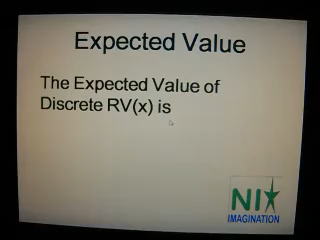 Expected Value
The Expected Value of
Discrete RV(x) is
NI
IMAGINATION